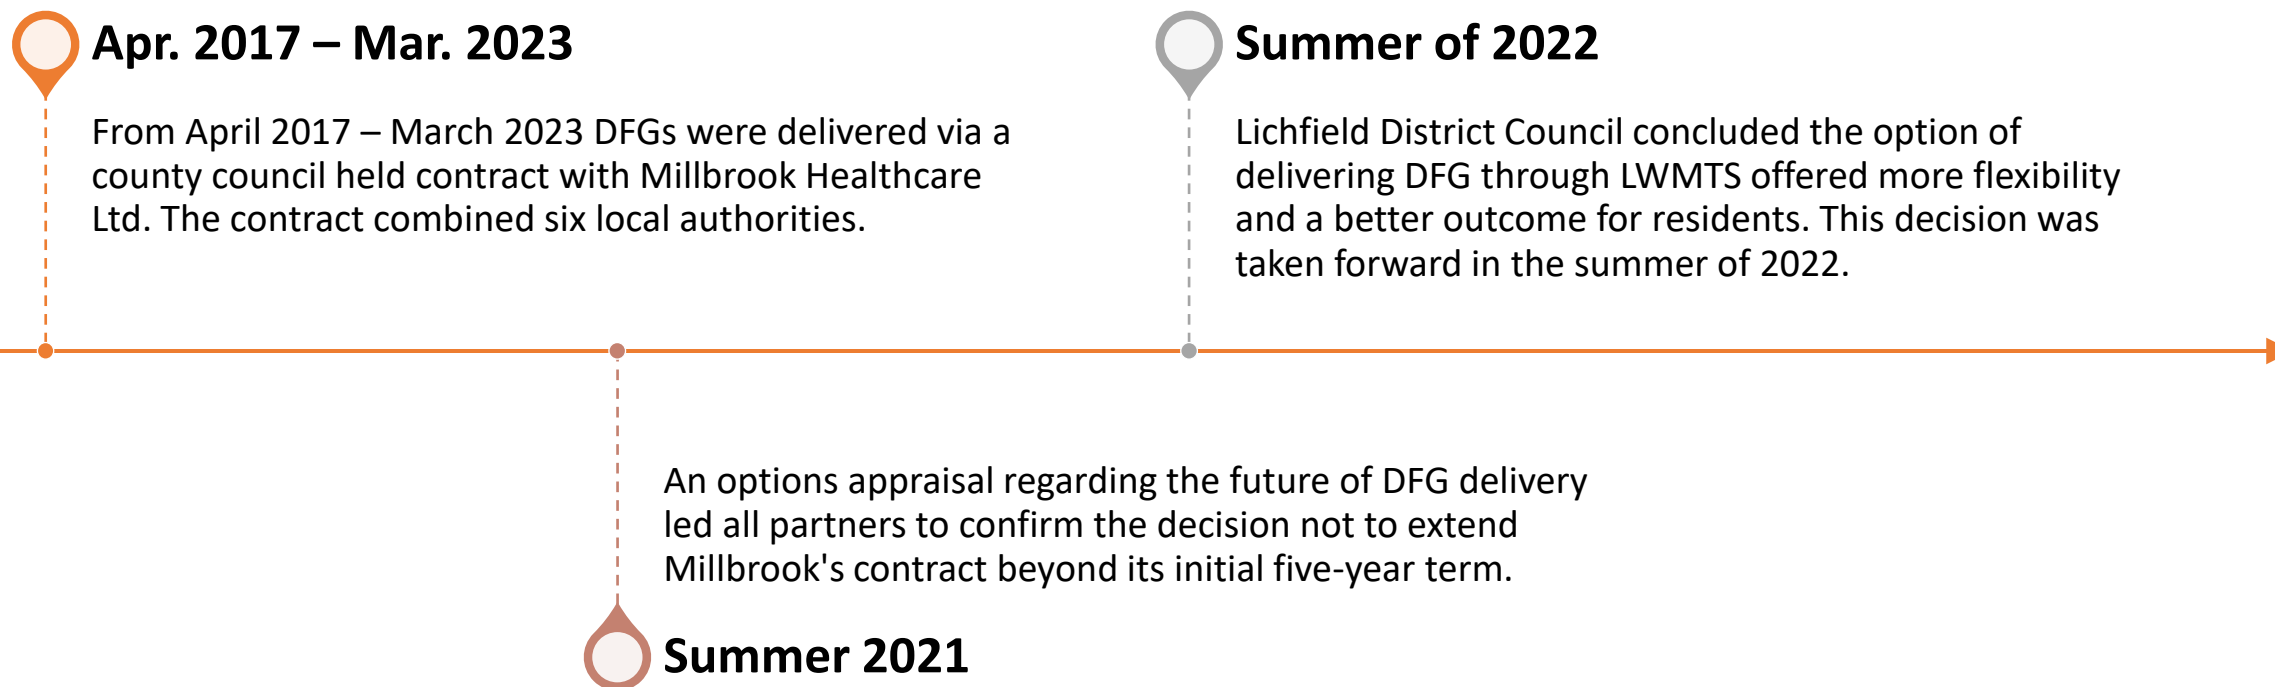 Apr. 2017 – Mar. 2023
From April 2017 – March 2023 DFGs were delivered via a
county council held contract with Millbrook Healthcare
Ltd. The contract combined six local authorities.
An options appraisal regarding the future of DFG delivery
led all partners to confirm the decision not to extend
Millbrook's contract beyond its initial five-year term.
Summer 2021
Summer of 2022
Lichfield District Council concluded the option of
delivering DFG through LWMTS offered more flexibility
and a better outcome for residents. This decision was
taken forward in the summer of 2022.